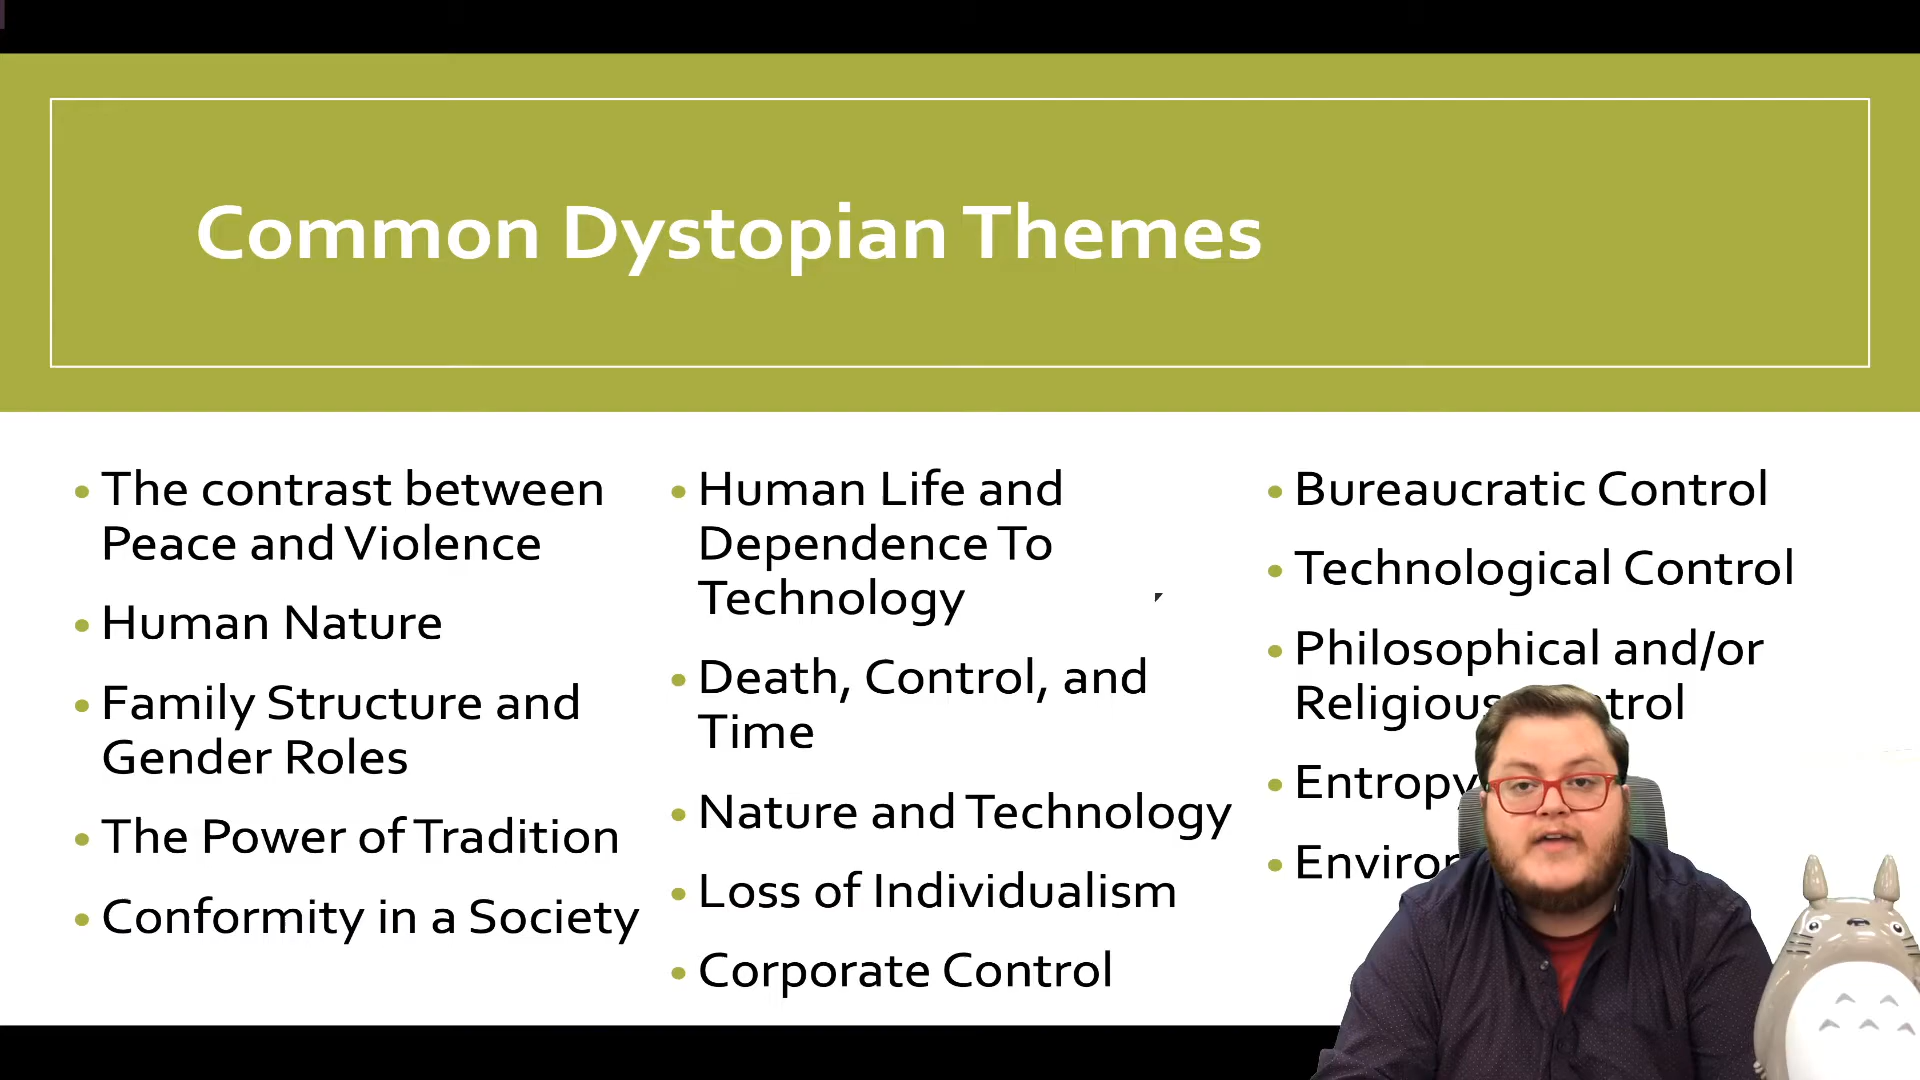 Common Dystopian Themes
• The contrast between
Peace and Violence
• Human Nature
• Family Structure and
Gender Roles
• The Power of Tradition
• Conformity in a Society
• Human Life and
Dependence To
Technology
• Death, Control, and
Time
• Nature and Technology
• Loss of Individualism
• Corporate Control
• Bureaucratic Control
• Technological Control
• Philosophical and/or
Religious
• Entropy